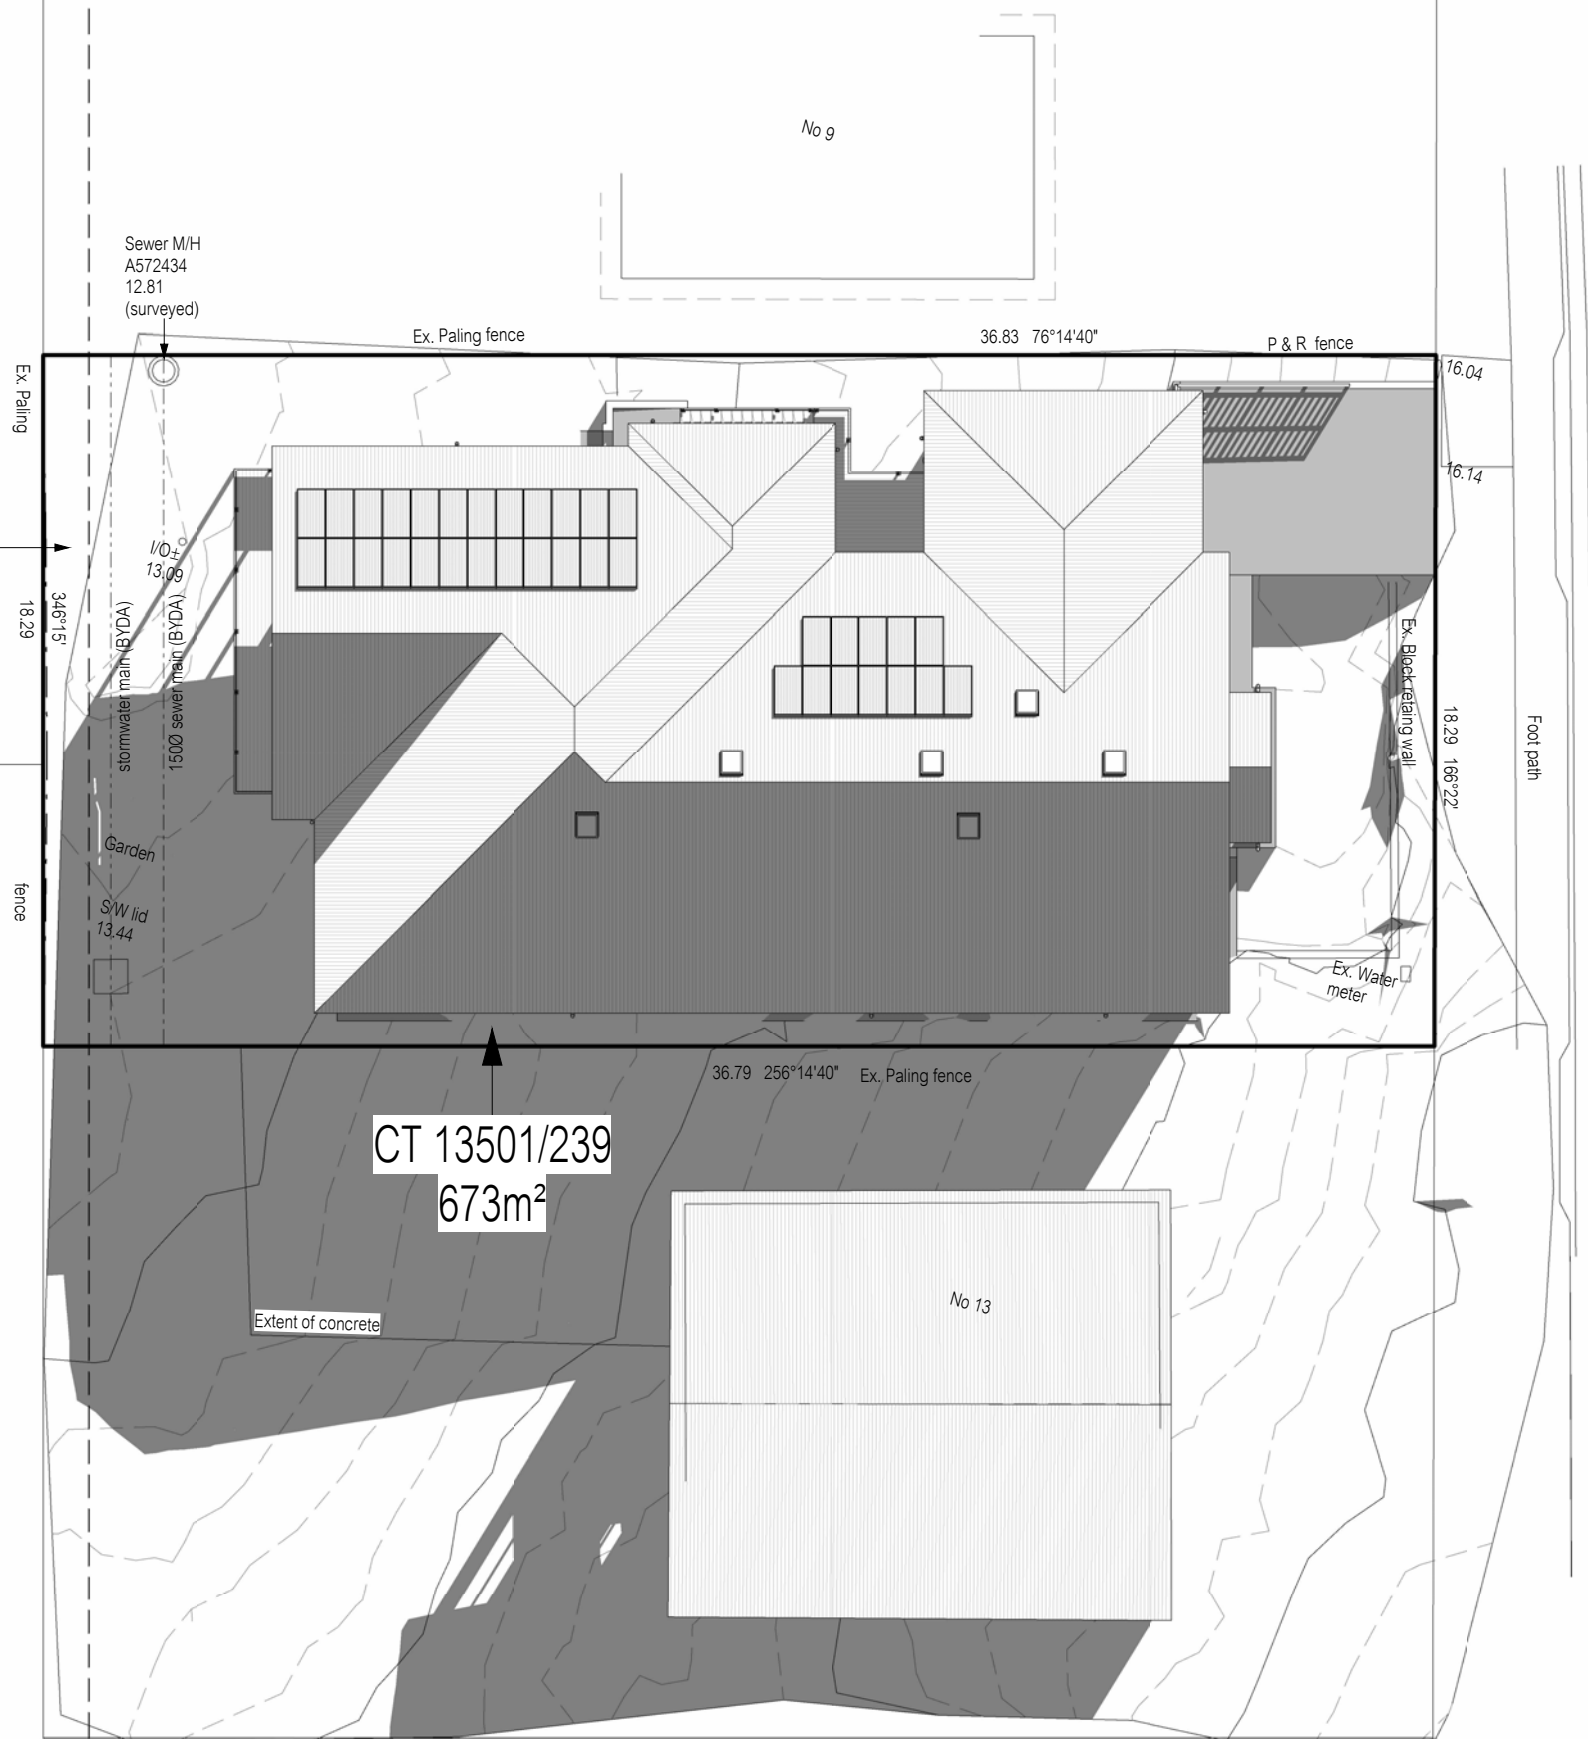 No 9
Sewer M/H
A572434
12.81
(surveyed)
Ex. Paling fence
36.83 76°14'40"
P & R fence
16.04
16.14
Ex. Paling
fence
346°15'
18.29
I/O±
13.09
stormwater main (BYDA)
150Ø sewer main (BYDA)
Garden
S/W lid
13.44
Ex. Block retaing wall
18.29 166°22'
Foot path
Ex. Water
meter
36.79 256°14'40"
Ex. Paling fence
CT 13501/239
673m²
Extent of concrete
No 13